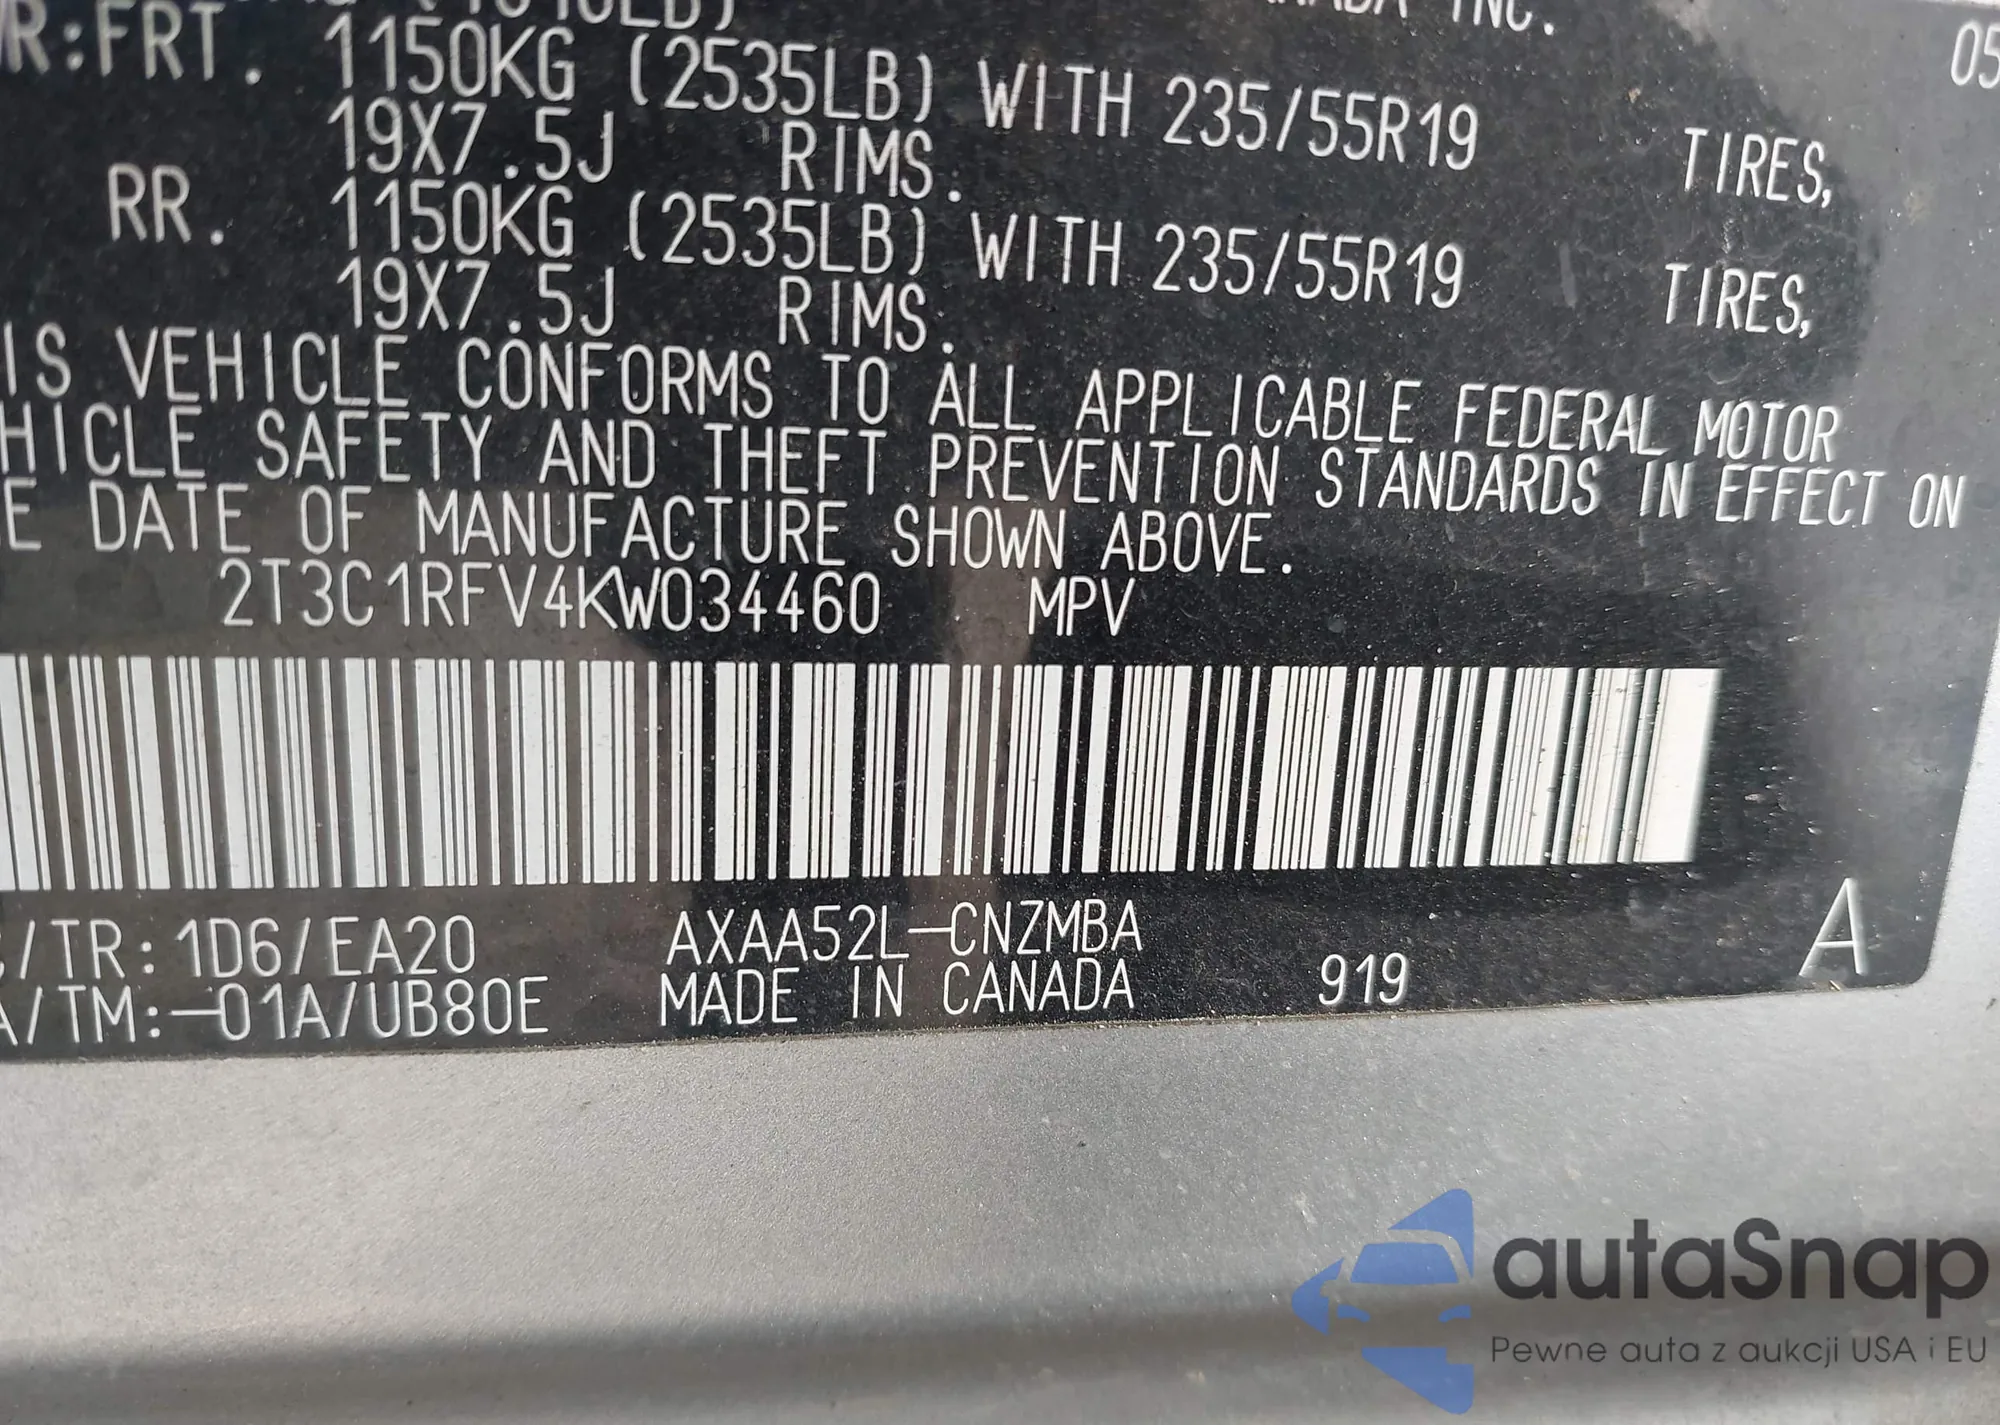 R:FRT. 1150KG (2535LB) WITH 235/55R19 TIRES,
19X7.5J RIMS.
RR. 1150KG (2535LB) WITH 235/55R19 TIRES,
19X7.5J RIMS.
IS VEHICLE CONFORMS TO ALL APPLICABLE FEDERAL MOTOR
HICLE SAFETY AND THEFT PREVENTION STANDARDS IN EFFECT ON
E DATE OF MANUFACTURE SHOWN ABOVE.
2T3C1RFV4KW034460 MPV
/TR:1D6/EA20 AXAA52L-CNZMBA
A/TM:-01A/UB80E MADE IN CANADA 919 A
autaSnap
Pewne auta z aukcji USA i EU